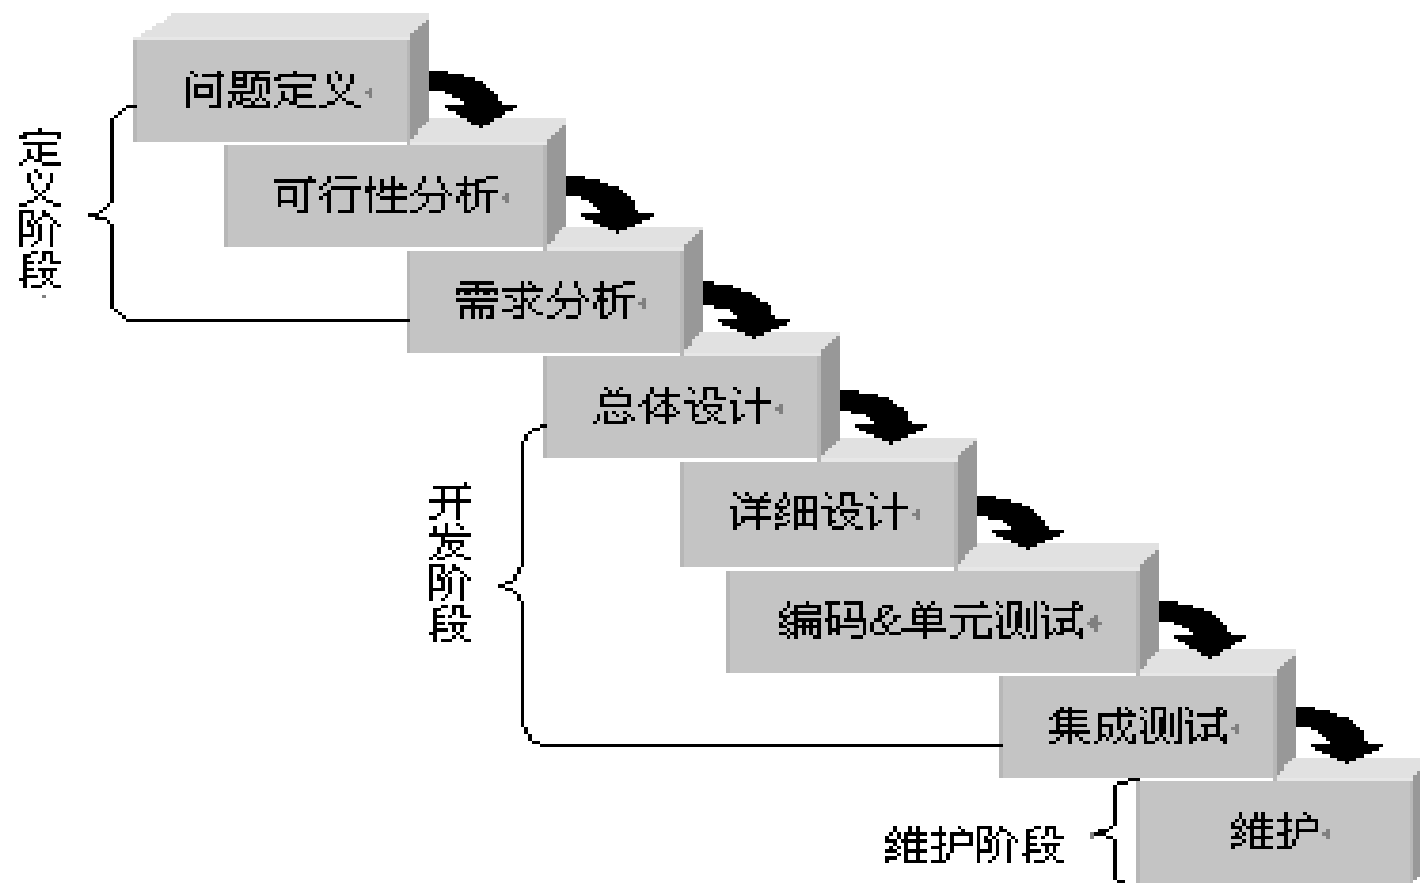 问题定义
定义阶段
可行性分析
需求分析
总体设计
开发阶段
详细设计
编码&单元测试
集成测试
维护阶段
维护